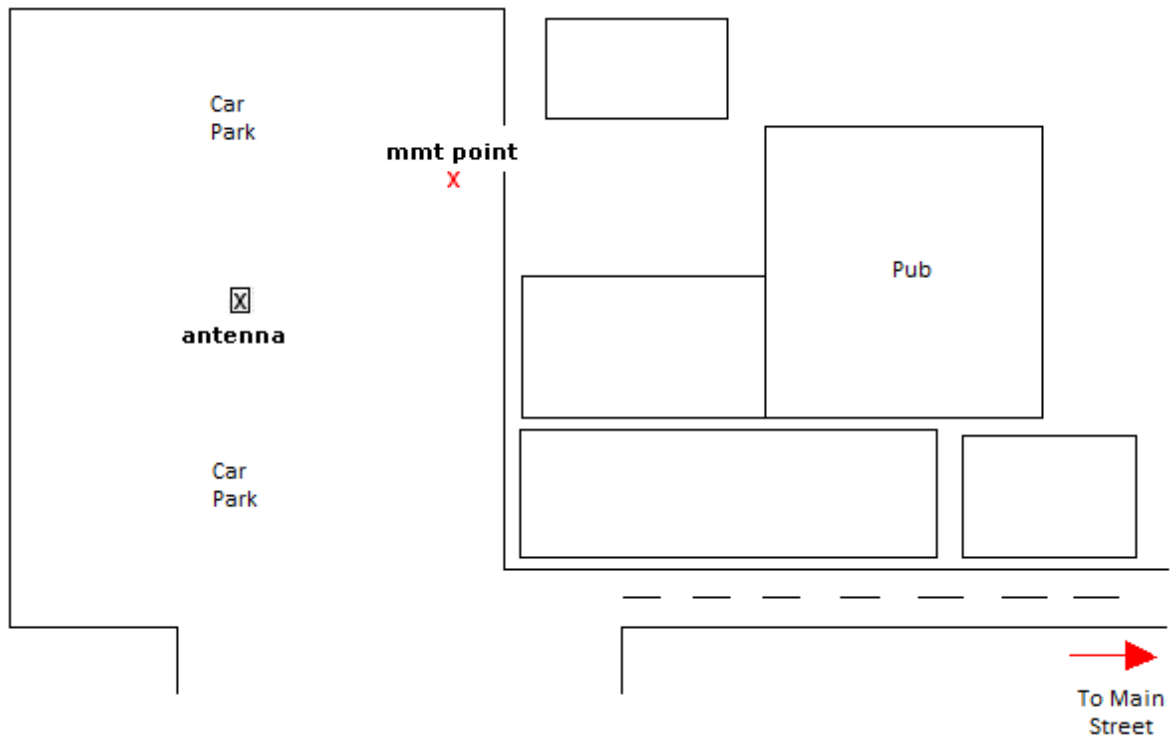 Car
Park
mmt point
X
Pub
X
antenna
Car
Park
To Main
Street